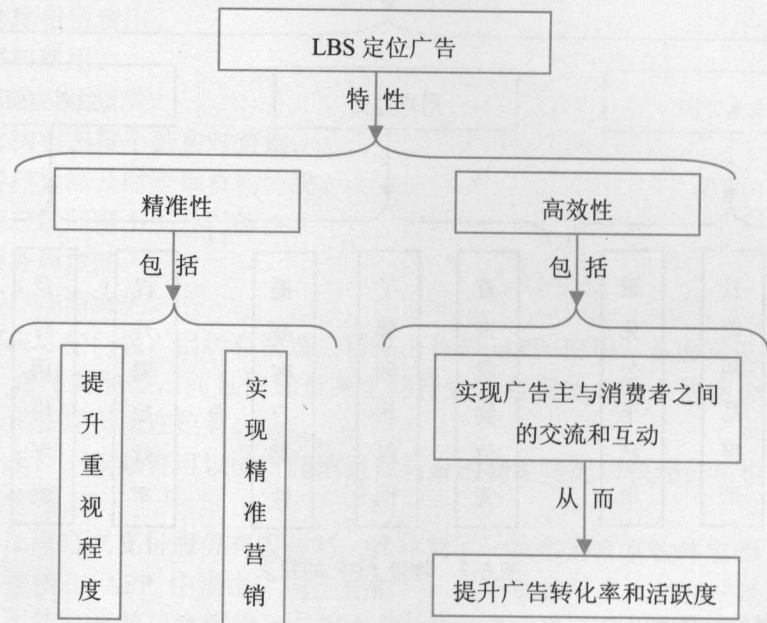 LBS 定位广告
特 性
精准性
高效性
包 括
包 括
提升重视程度
实现精准营销
实现广告主与消费者之间
的交流和互动
从 而
提升广告转化率和活跃度